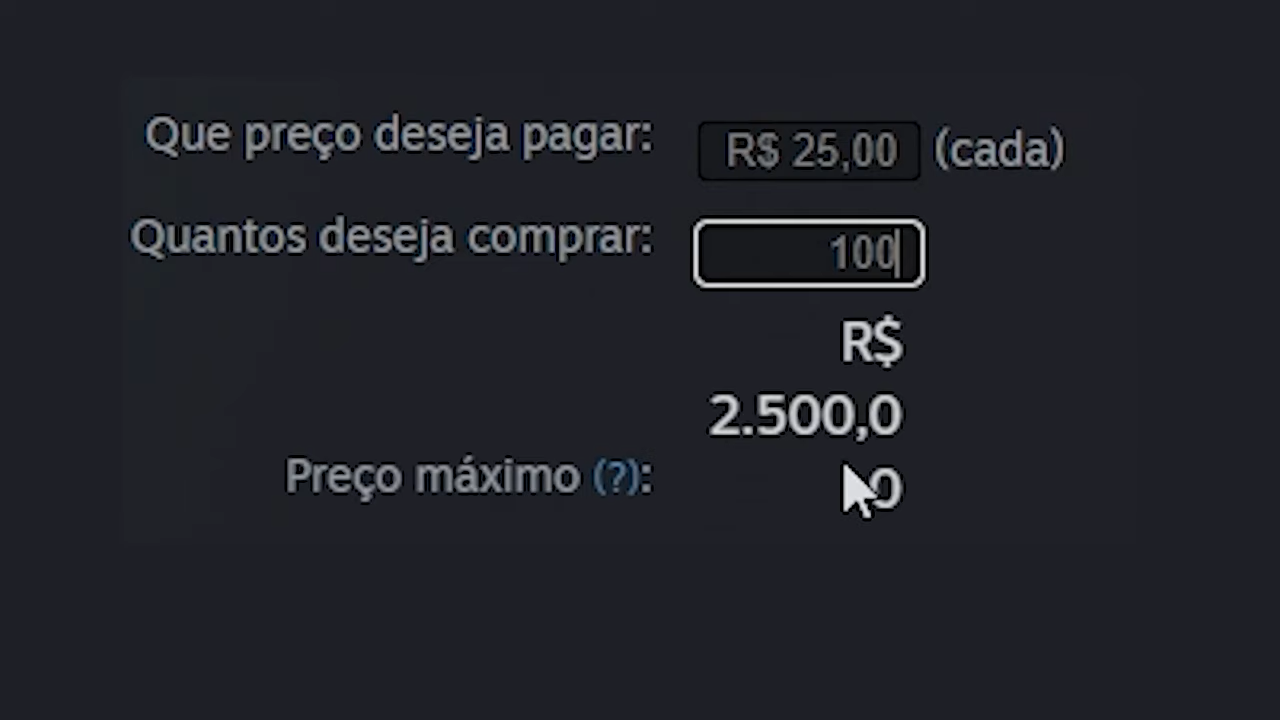 Que preço deseja pagar: R$ 25,00 (cada)
Quantos deseja comprar: 100
R$
2.500,0
Preço máximo (?): 0